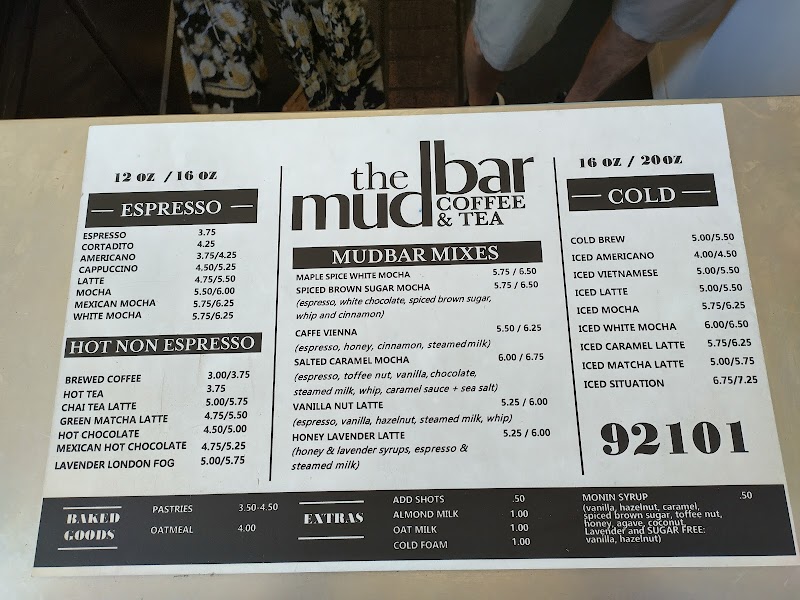 12 OZ / 16 OZ
ESPRESSO
ESPRESSO 3.75
CORTADITO 4.25
AMERICANO 3.75/4.25
CAPPUCCINO 4.50/5.25
LATTE 4.75/5.50
MOCHA 5.50/6.00
MEXICAN MOCHA 5.75/6.25
WHITE MOCHA 5.75/6.25
HOT NON ESPRESSO
BREWED COFFEE 3.00/3.75
HOT TEA 3.75
CHAI TEA LATTE 5.00/5.75
GREEN MATCHA LATTE 4.75/5.50
HOT CHOCOLATE 4.50/5.00
MEXICAN HOT CHOCOLATE 4.75/5.25
LAVENDER LONDON FOG 5.00/5.75
the mudbar
COFFEE
& TEA
MUDBAR MIXES
MAPLE SPICE WHITE MOCHA 5.75 / 6.50
SPICED BROWN SUGAR MOCHA 5.75 / 6.50
(espresso, white chocolate, spiced brown sugar,
whip and cinnamon)
CAFFE VIENNA 5.50 / 6.25
(espresso, honey, cinnamon, steamed milk)
SALTED CARAMEL MOCHA 6.00 / 6.75
(espresso, toffee nut, vanilla, chocolate,
steamed milk, whip, caramel sauce + sea salt)
VANILLA NUT LATTE 5.25 / 6.00
(espresso, vanilla, hazelnut, steamed milk, whip)
HONEY LAVENDER LATTE 5.25 / 6.00
(honey & lavender syrups, espresso &
steamed milk)
16 OZ / 20 OZ
COLD
COLD BREW 5.00/5.50
ICED AMERICANO 4.00/4.50
ICED VIETNAMESE 5.00/5.50
ICED LATTE 5.00/5.50
ICED MOCHA 5.75/6.25
ICED WHITE MOCHA 6.00/6.50
ICED CARAMEL LATTE 5.75/6.25
ICED MATCHA LATTE 5.00/5.75
ICED SITUATION 6.75/7.25
92101
BAKED
GOODS
PASTRIES 3.50-4.50
OATMEAL 4.00
EXTRAS
ADD SHOTS .50
ALMOND MILK 1.00
OAT MILK 1.00
COLD FOAM 1.00
MONIN SYRUP .50
(vanilla, hazelnut, caramel,
spiced brown sugar, toffee nut,
honey, agave, coconut,
Lavender and SUGAR FREE:
vanilla, hazelnut)